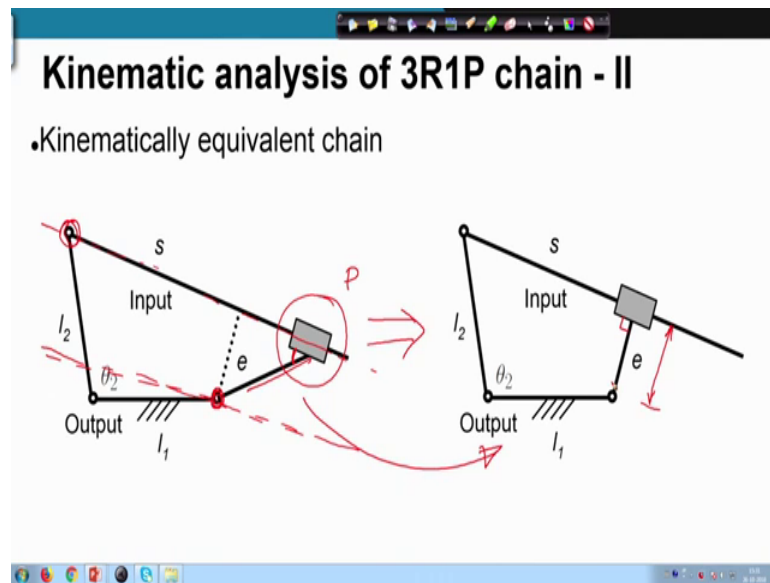 Kinematic analysis of 3R1P chain - II
•Kinematically equivalent chain
s
P
Input
l₂
e
θ₂
Output
l₁
s
Input
l₂
e
θ₂
Output
l₁